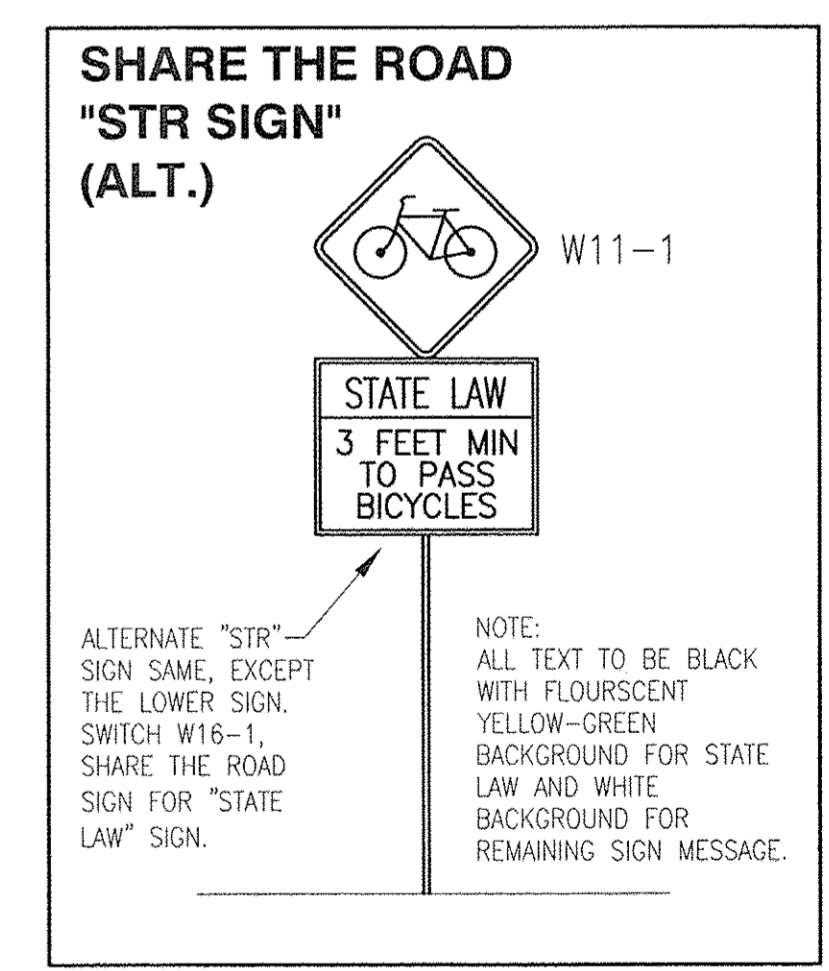 SHARE THE ROAD
"STR SIGN"
(ALT.)
W11-1
STATE LAW
3 FEET MIN
TO PASS
BICYCLES
ALTERNATE "STR"
SIGN SAME, EXCEPT
THE LOWER SIGN.
SWITCH W16-1,
SHARE THE ROAD
SIGN FOR "STATE
LAW" SIGN.
NOTE:
ALL TEXT TO BE BLACK
WITH FLOURSCENT
YELLOW-GREEN
BACKGROUND FOR STATE
LAW AND WHITE
BACKGROUND FOR
REMAINING SIGN MESSAGE.